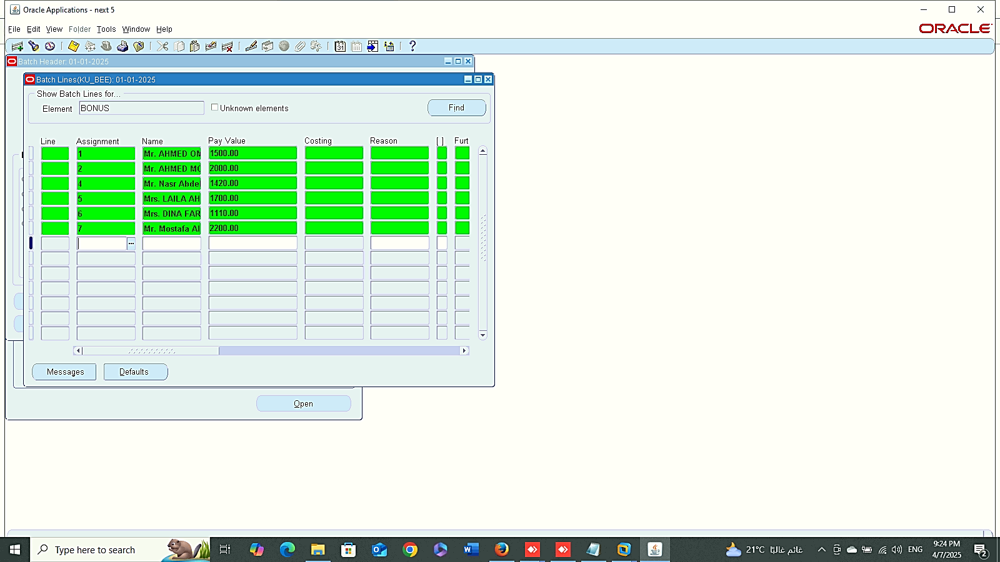 Oracle Applications - next 5
File Edit View Folder Tools Window Help
ORACLE
Batch Header: 01-01-2025
Batch Lines(KU_BEE): 01-01-2025
Show Batch Lines for...
Element BONUS Unknown elements Find
Line Assignment Name Pay Value Costing Reason [ ] Furt
1 Mr. AHMED OM 1500.00
2 Mr. AHMED MO 2000.00
4 Mr. Nasr Abde 1420.00
5 Mrs. LAILA AH 1700.00
6 Mrs. DINA FAR 1110.00
7 Mr. Mostafa Al 2200.00
Messages Defaults
Open
Type here to search
21°C غائم غالبًا ENG 9:24 PM
4/7/2025
2